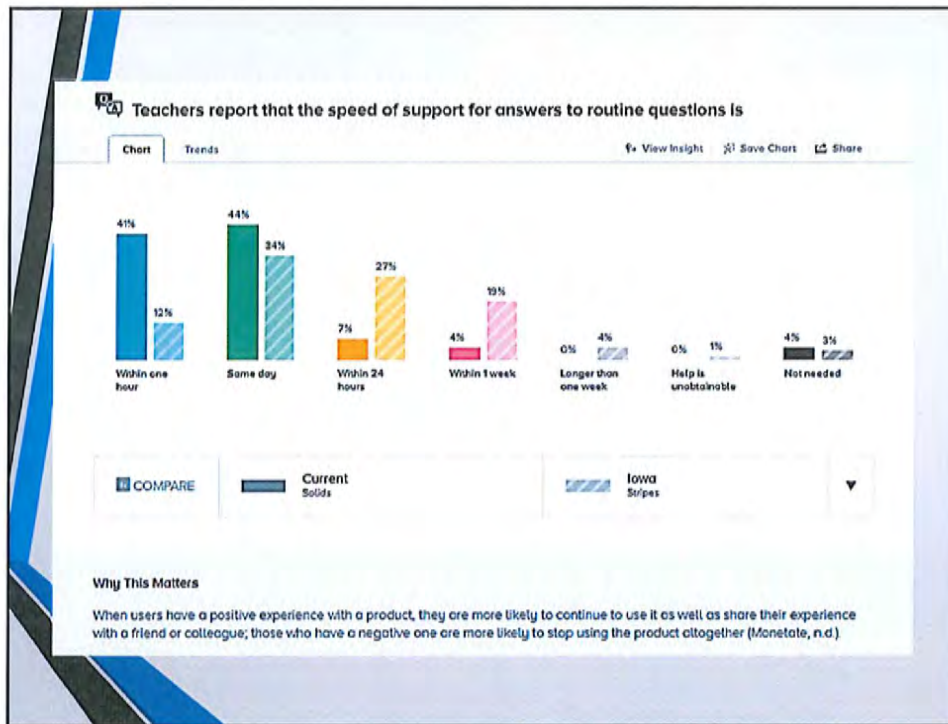 Q A
Teachers report that the speed of support for answers to routine questions is
Chart Trends View Insight Save Chart Share
41% 12% 44% 34% 7% 27% 4% 19% 0% 4% 0% 1% 4% 3%
Within one hour
Same day
Within 24 hours
Within 1 week
Longer than one week
Help is unobtainable
Not needed
COMPARE
Current
Solids
Iowa
Stripes
Why This Matters
When users have a positive experience with a product, they are more likely to continue to use it as well as share their experience
with a friend or colleague; those who have a negative one are more likely to stop using the product altogether (Monetate, n.d.)